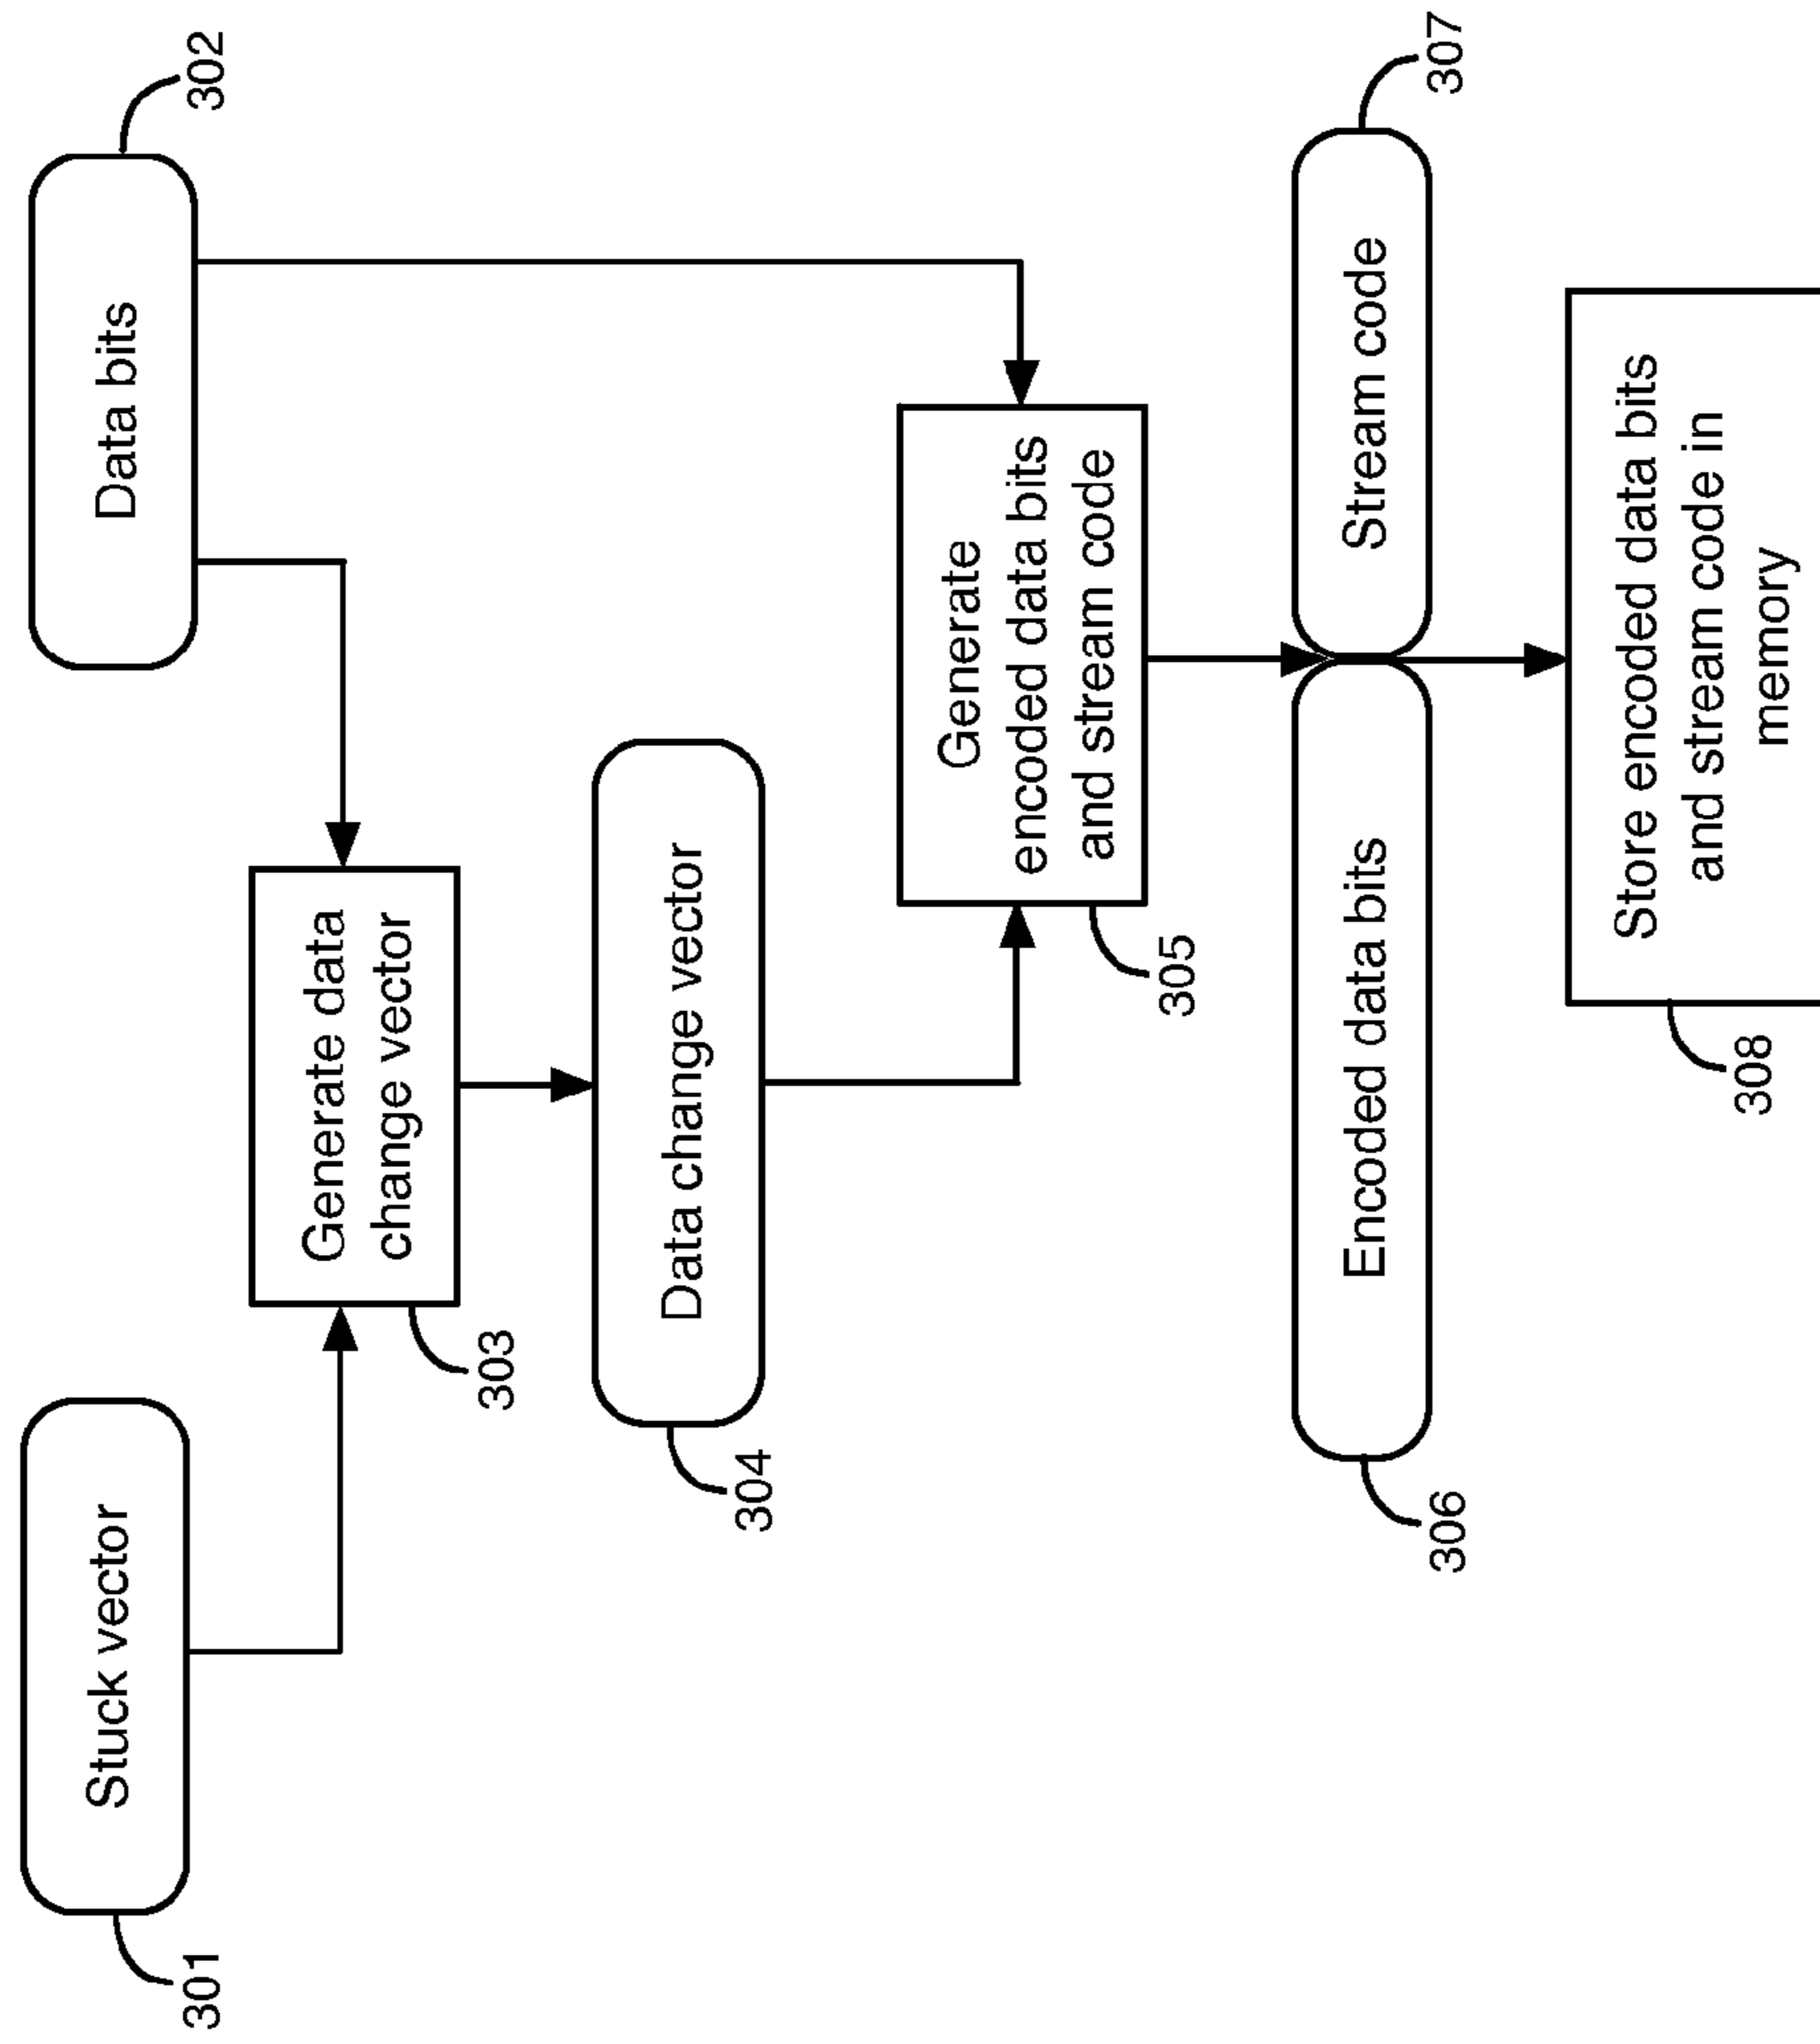 Stuck vector
301
Data bits
302
Generate data
change vector
303
Data change vector
304
Generate
encoded data bits
and stream code
305
Encoded data bits
306
Stream code
307
Store encoded data bits
and stream code in
memory
308